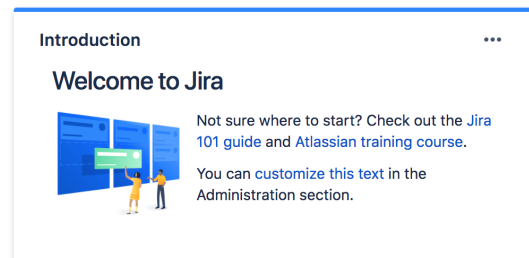 Introduction
Welcome to Jira
Not sure where to start? Check out the Jira
101 guide and Atlassian training course.
You can customize this text in the
Administration section.